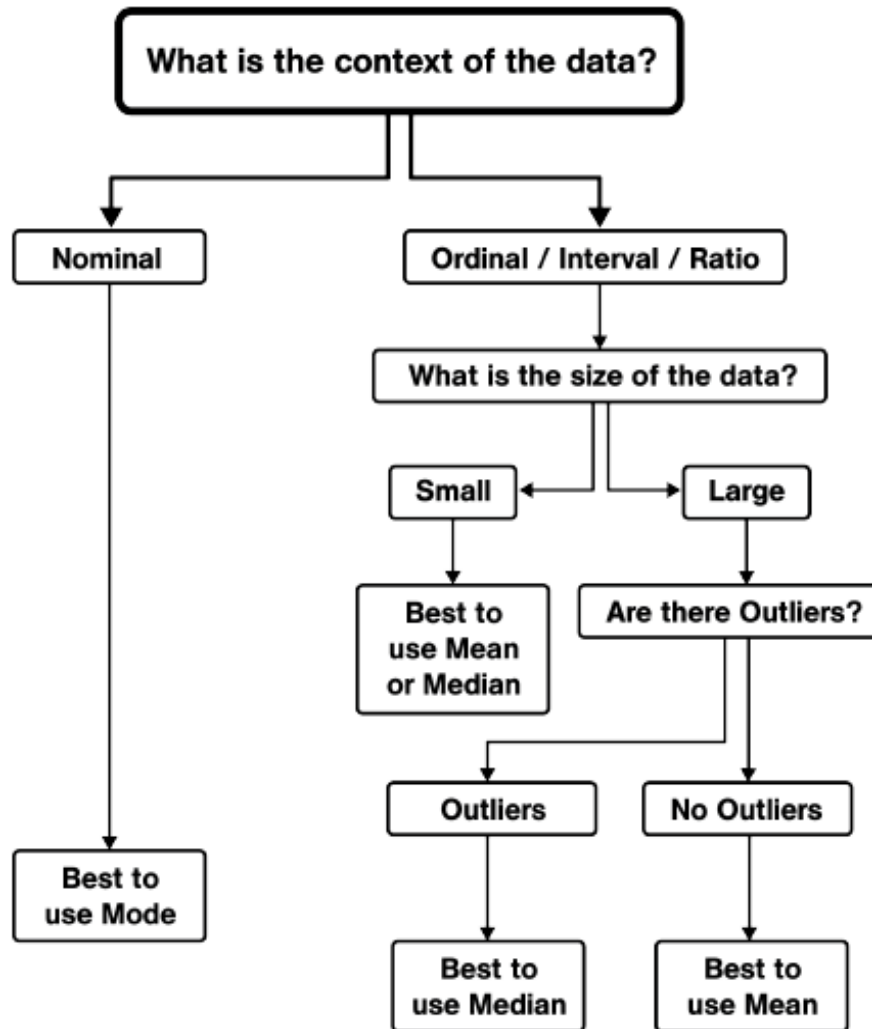 What is the context of the data?
Nominal
Ordinal / Interval / Ratio
What is the size of the data?
Small
Large
Best to
use Mean
or Median
Are there Outliers?
Outliers
No Outliers
Best to
use Mode
Best to
use Median
Best to
use Mean